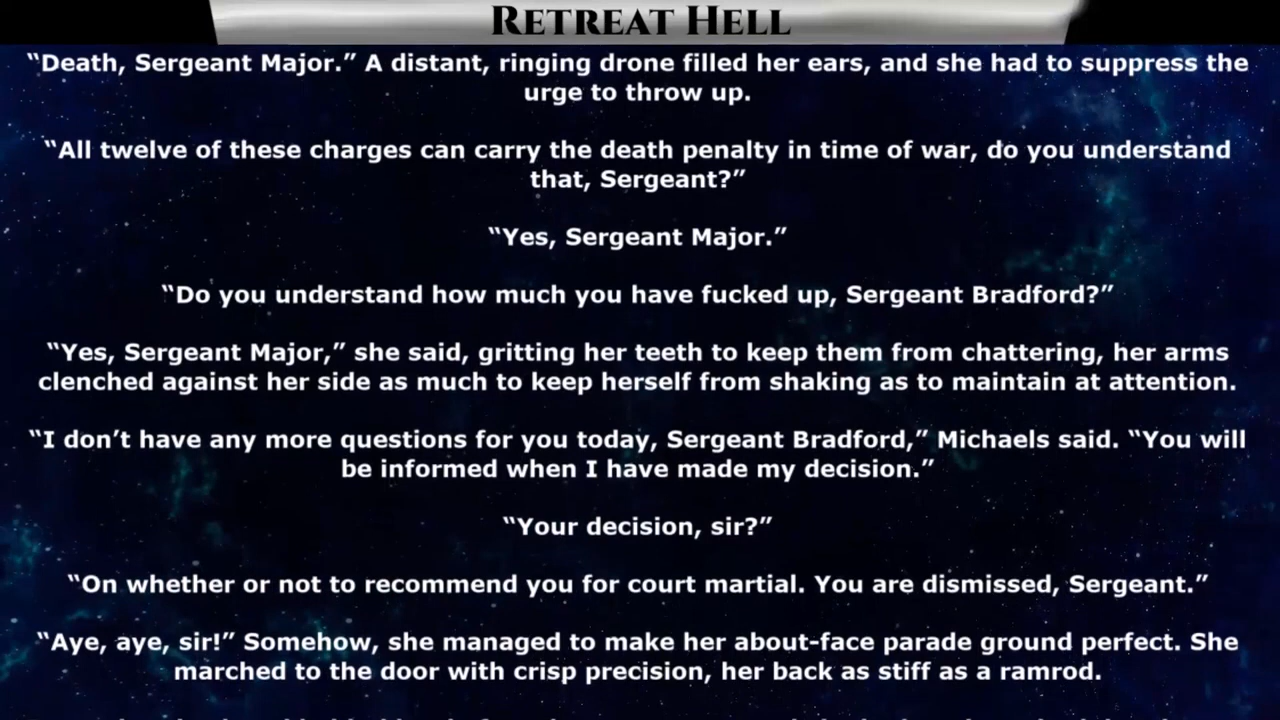 RETREAT HELL
“Death, Sergeant Major.” A distant, ringing drone filled her ears, and she had to suppress the
urge to throw up.
“All twelve of these charges can carry the death penalty in time of war, do you understand
that, Sergeant?”
“Yes, Sergeant Major.”
“Do you understand how much you have fucked up, Sergeant Bradford?”
“Yes, Sergeant Major,” she said, gritting her teeth to keep them from chattering, her arms
clenched against her side as much to keep herself from shaking as to maintain at attention.
“I don’t have any more questions for you today, Sergeant Bradford,” Michaels said. “You will
be informed when I have made my decision.”
“Your decision, sir?”
“On whether or not to recommend you for court martial. You are dismissed, Sergeant.”
“Aye, aye, sir!” Somehow, she managed to make her about-face parade ground perfect. She
marched to the door with crisp precision, her back as stiff as a ramrod.